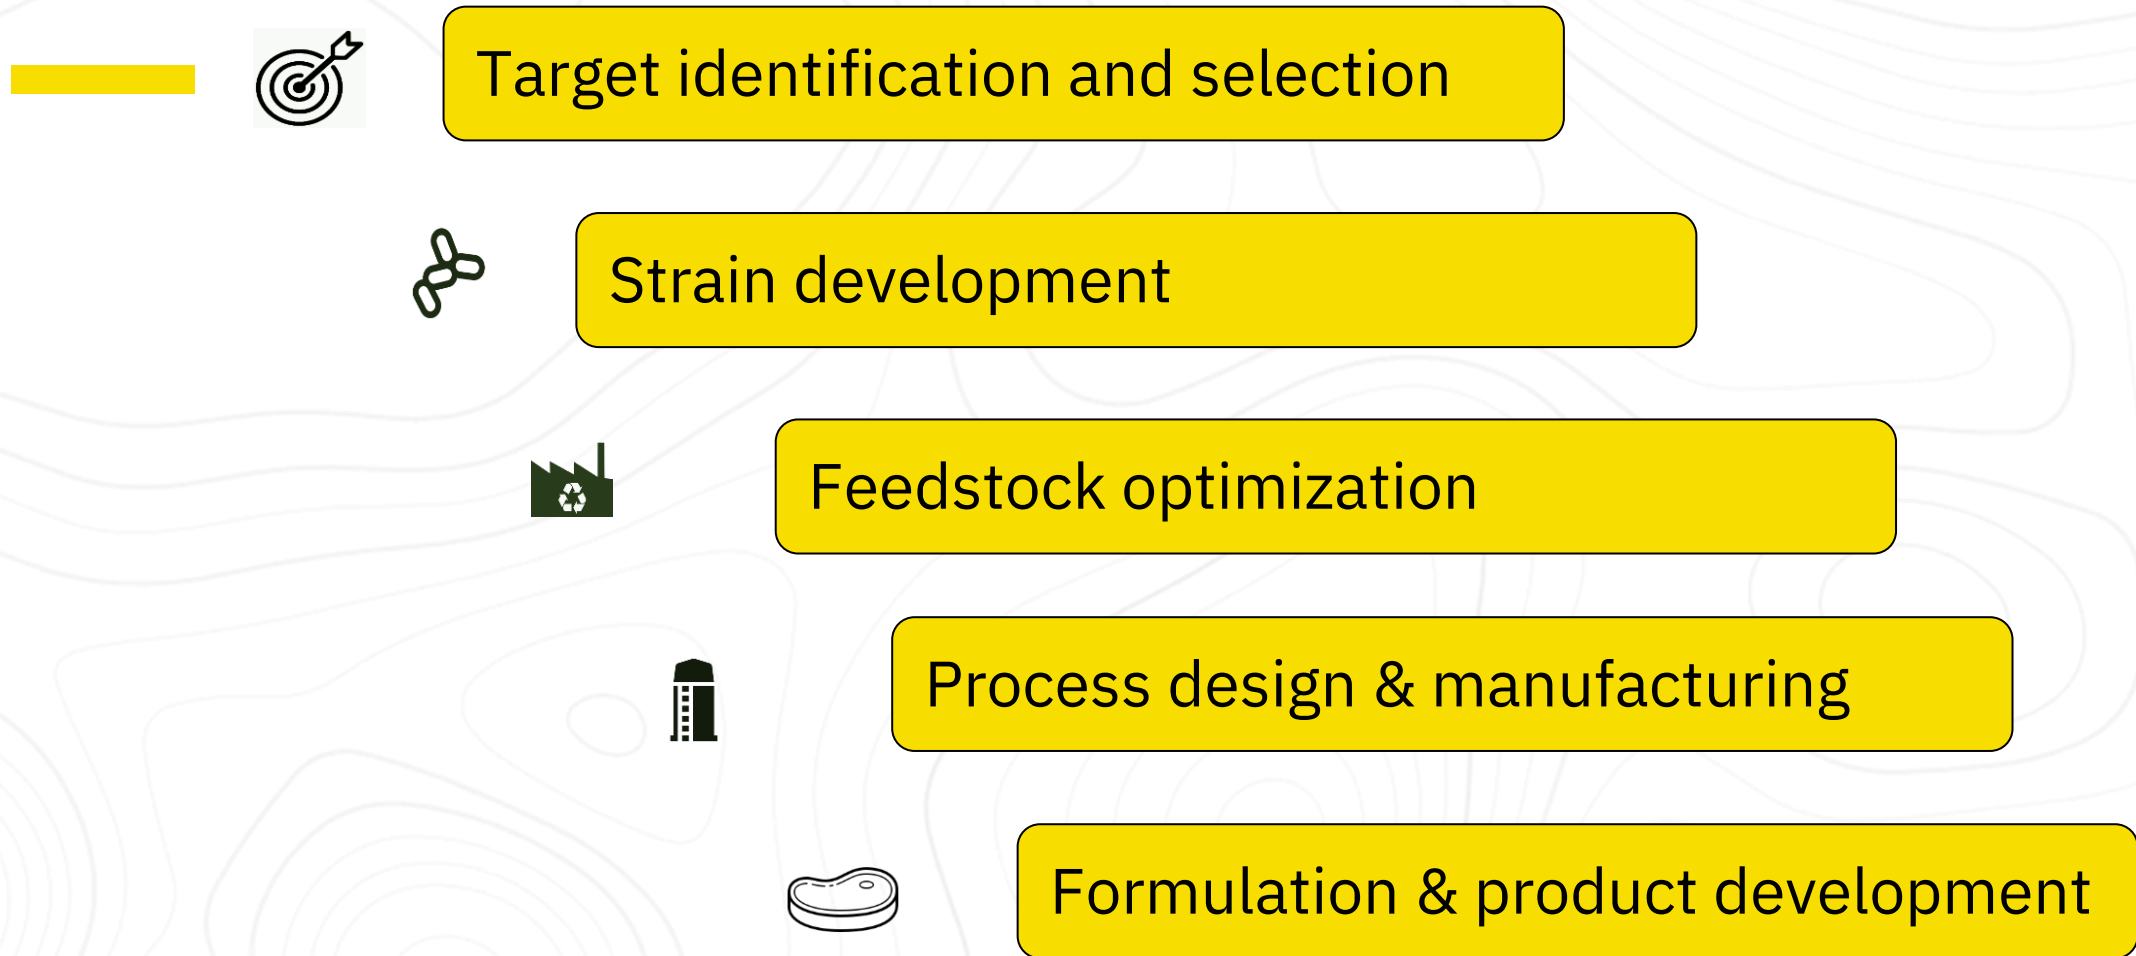 Target identification and selection
Strain development
Feedstock optimization
Process design & manufacturing
Formulation & product development